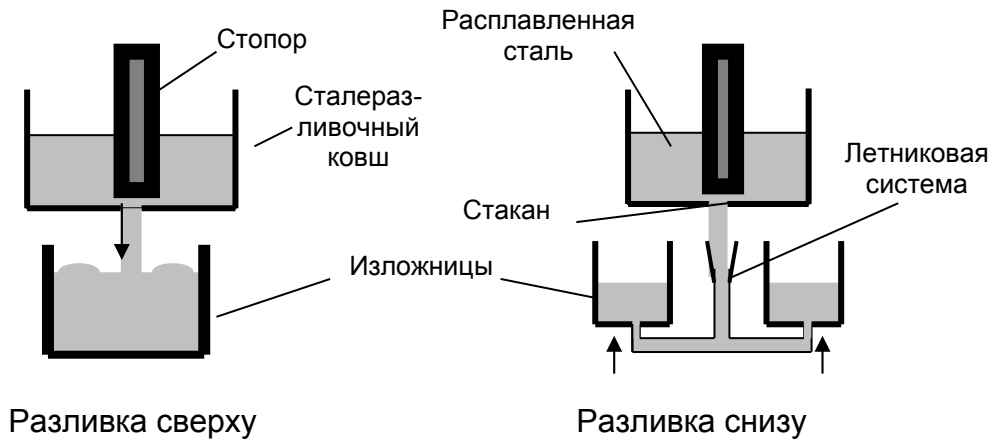 Стопор
Расплавленная
сталь
Сталераз-
ливочный
ковш
Летниковая
система
Стакан
Изложницы
Разливка сверху
Разливка снизу